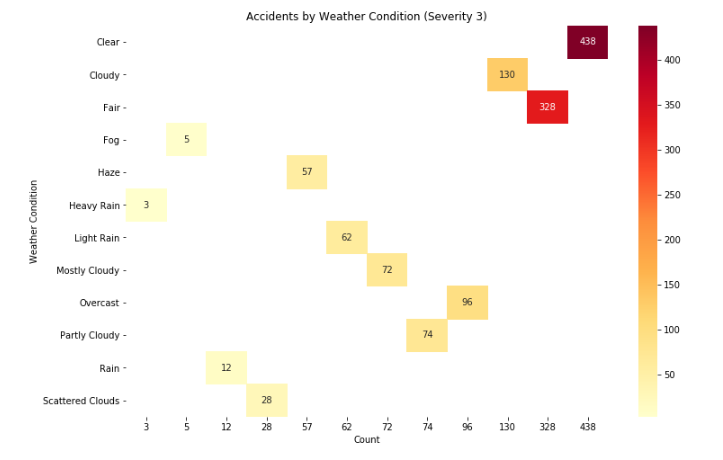 Accidents by Weather Condition (Severity 3)
Weather Condition
Clear 438
Cloudy 130
Fair 328
Fog 5
Haze 57
Heavy Rain 3
Light Rain 62
Mostly Cloudy 72
Overcast 96
Partly Cloudy 74
Rain 12
Scattered Clouds 28
3 5 12 28 57 62 72 74 96 130 328 438
Count
400
350
300
250
200
150
100
50